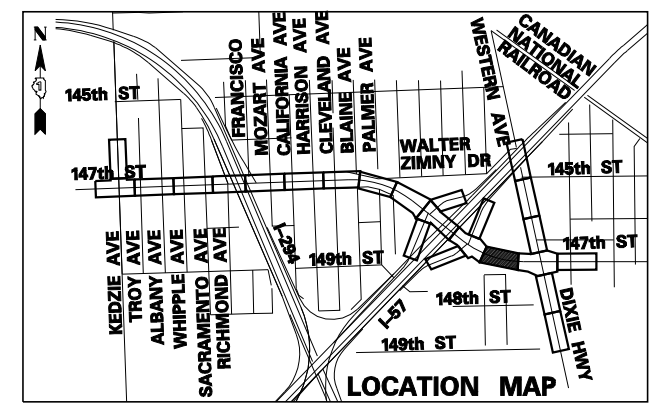 N
145th ST
147th ST
FRANCISCO
MOZART AVE
CALIFORNIA AVE
HARRISON AVE
CLEVELAND AVE
BLAINE AVE
PALMER AVE
WALTER
ZIMNY DR
WESTERN AVE
CANADIAN
NATIONAL
RAILROAD
145th ST
147th ST
KEDZIE AVE
TROY AVE
ALBANY AVE
WHIPPLE AVE
SACRAMENTO AVE
RICHMOND AVE
I-294
149th ST
148th ST
I-57
149th ST
DIXIE HWY
LOCATION MAP